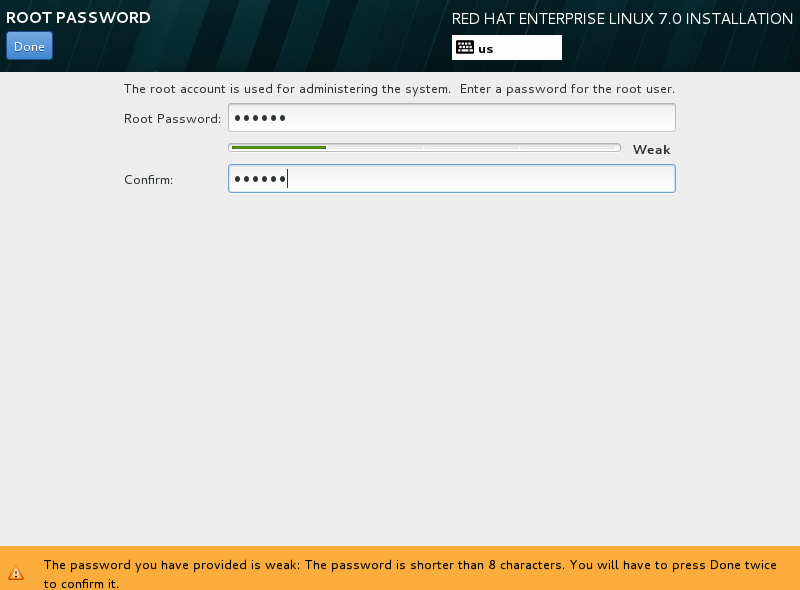 ROOT PASSWORD
RED HAT ENTERPRISE LINUX 7.0 INSTALLATION
Done
us
The root account is used for administering the system.  Enter a password for the root user.
Root Password: ••••••
Weak
Confirm: ••••••
The password you have provided is weak: The password is shorter than 8 characters. You will have to press Done twice
to confirm it.